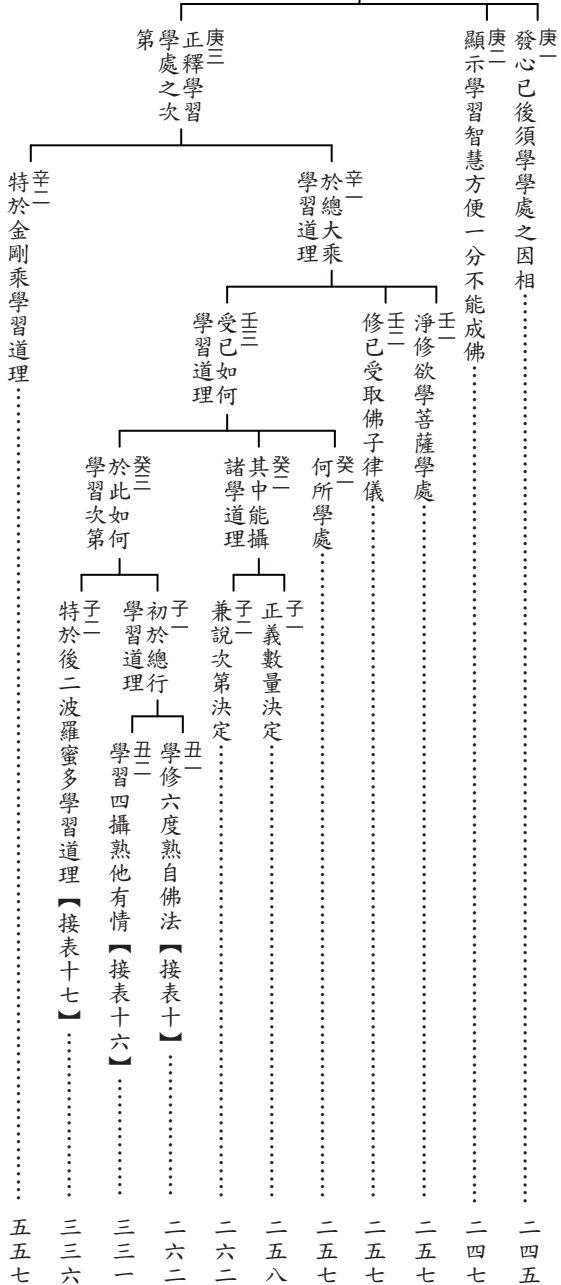 庚一 發心已後須學學處之因相…… 二四五
庚二 顯示學習智慧方便一分不能成佛…… 二四七
庚三 正釋學習學處之次第
辛一 於總大乘學習道理
壬一 淨修欲學菩薩學處…… 二五七
壬二 修已受取佛子律儀…… 二五七
壬三 受已如何學習道理
癸一 何所學處…… 二五七
癸二 其中能攝諸學道理
子一 正義數量決定…… 二五八
子二 兼說次第決定…… 二六二
癸三 於此如何學習次第
子一 初於總行學習道理
丑一 學修六度熟自佛法【接表十】…… 二六二
丑二 學習四攝熟他有情【接表十六】…… 三三一
子二 特於後二波羅蜜多學習道理【接表十七】…… 三三六
辛二 特於金剛乘學習道理…… 五五七